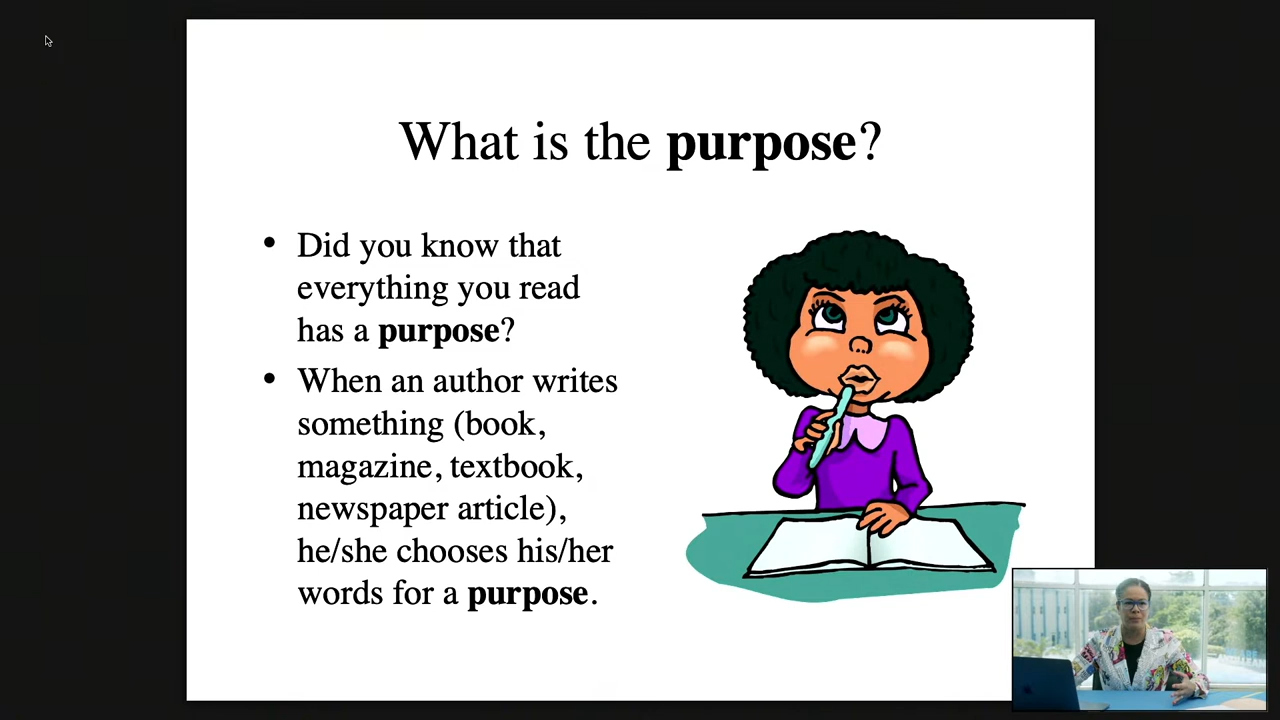 What is the purpose?
• Did you know that
everything you read
has a purpose?
• When an author writes
something (book,
magazine, textbook,
newspaper article),
he/she chooses his/her
words for a purpose.